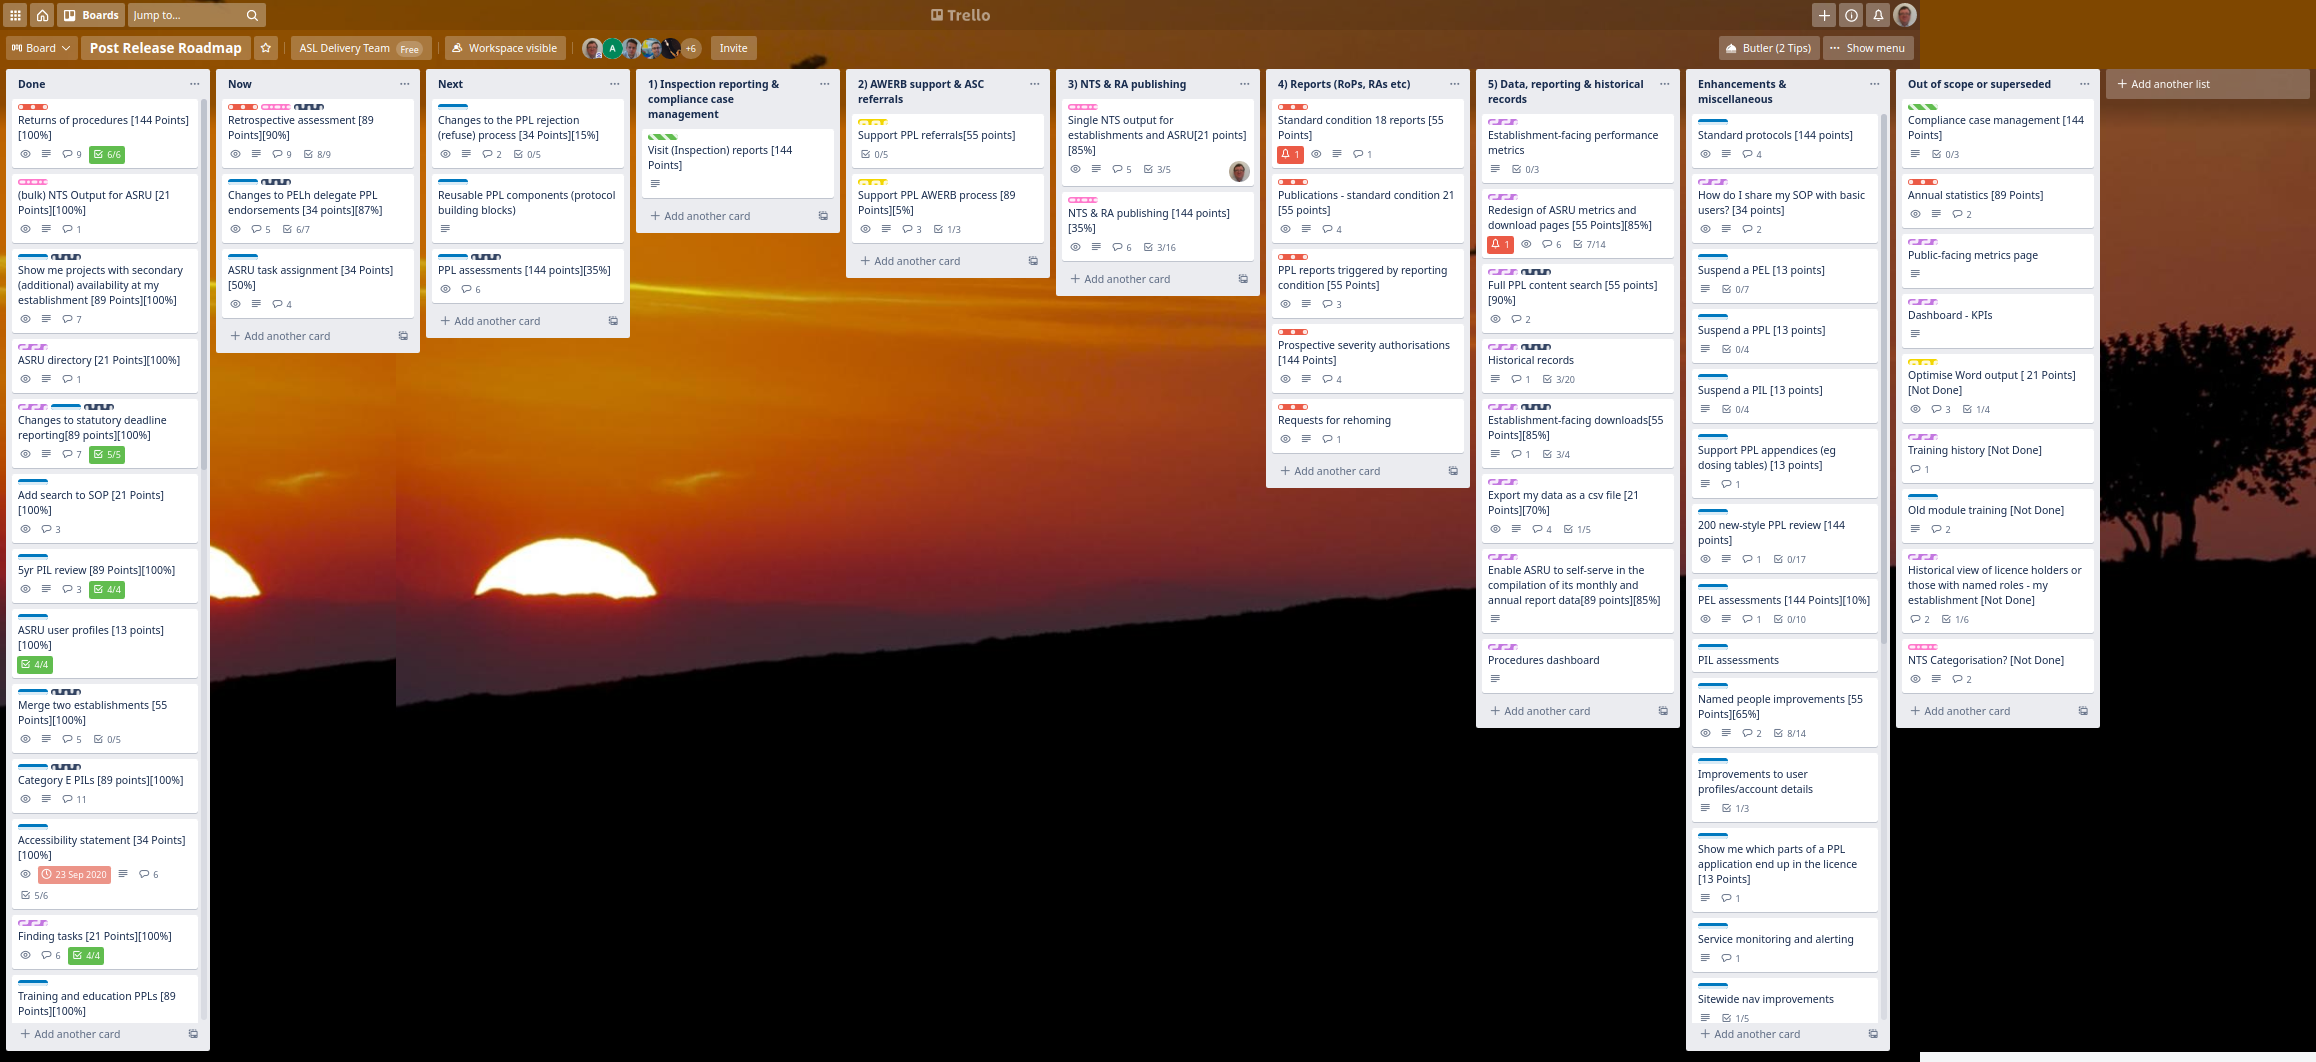 Boards
Jump to...
Trello
Board
Post Release Roadmap
ASL Delivery Team
Free
Workspace visible
A
+6
Invite
Butler (2 Tips)
Show menu
Done
Returns of procedures [144 Points]
[100%]
9
6/6
(bulk) NTS Output for ASRU [21
Points][100%]
1
Show me projects with secondary
(additional) availability at my
establishment [89 Points][100%]
7
ASRU directory [21 Points][100%]
1
Changes to statutory deadline
reporting[89 points][100%]
7
5/5
Add search to SOP [21 Points]
[100%]
3
5yr PIL review [89 Points][100%]
3
4/4
ASRU user profiles [13 points]
[100%]
4/4
Merge two establishments [55
Points][100%]
5
0/5
Category E PILs [89 points][100%]
11
Accessibility statement [34 Points]
[100%]
23 Sep 2020
6
5/6
Finding tasks [21 Points][100%]
6
4/4
Training and education PPLs [89
Points][100%]
Add another card
Now
Retrospective assessment [89
Points][90%]
9
8/9
Changes to PELh delegate PPL
endorsements [34 points][87%]
5
6/7
ASRU task assignment [34 Points]
[50%]
4
Add another card
Next
Changes to the PPL rejection
(refuse) process [34 Points][15%]
2
0/5
Reusable PPL components (protocol
building blocks)
PPL assessments [144 points][35%]
6
Add another card
1) Inspection reporting &
compliance case
management
Visit (Inspection) reports [144
Points]
Add another card
2) AWERB support & ASC
referrals
Support PPL referrals[55 points]
0/5
Support PPL AWERB process [89
Points][5%]
3
1/3
Add another card
3) NTS & RA publishing
Single NTS output for
establishments and ASRU[21 points]
[85%]
5
3/5
NTS & RA publishing [144 points]
[35%]
6
3/16
Add another card
4) Reports (RoPs, RAs etc)
Standard condition 18 reports [55
Points]
1
1
Publications - standard condition 21
[55 points]
4
PPL reports triggered by reporting
condition [55 Points]
3
Prospective severity authorisations
[144 Points]
4
Requests for rehoming
1
Add another card
5) Data, reporting & historical
records
Establishment-facing performance
metrics
0/3
Redesign of ASRU metrics and
download pages [55 Points][85%]
1
6
7/14
Full PPL content search [55 points]
[90%]
2
Historical records
1
3/20
Establishment-facing downloads[55
Points][85%]
1
3/4
Export my data as a csv file [21
Points][70%]
4
1/5
Enable ASRU to self-serve in the
compilation of its monthly and
annual report data[89 points][85%]
Procedures dashboard
Add another card
Enhancements &
miscellaneous
Standard protocols [144 points]
4
How do I share my SOP with basic
users? [34 points]
2
Suspend a PEL [13 points]
0/7
Suspend a PPL [13 points]
0/4
Suspend a PIL [13 points]
0/4
Support PPL appendices (eg
dosing tables) [13 points]
1
200 new-style PPL review [144
points]
1
0/17
PEL assessments [144 Points][10%]
1
0/10
PIL assessments
Named people improvements [55
Points][65%]
2
8/14
Improvements to user
profiles/account details
1/3
Show me which parts of a PPL
application end up in the licence
[13 Points]
1
Service monitoring and alerting
1
Sitewide nav improvements
1/5
Add another card
Out of scope or superseded
Compliance case management [144
Points]
0/3
Annual statistics [89 Points]
2
Public-facing metrics page
Dashboard - KPIs
Optimise Word output [ 21 Points]
[Not Done]
3
1/4
Training history [Not Done]
1
Old module training [Not Done]
2
Historical view of licence holders or
those with named roles - my
establishment [Not Done]
2
1/6
NTS Categorisation? [Not Done]
2
Add another card
Add another list